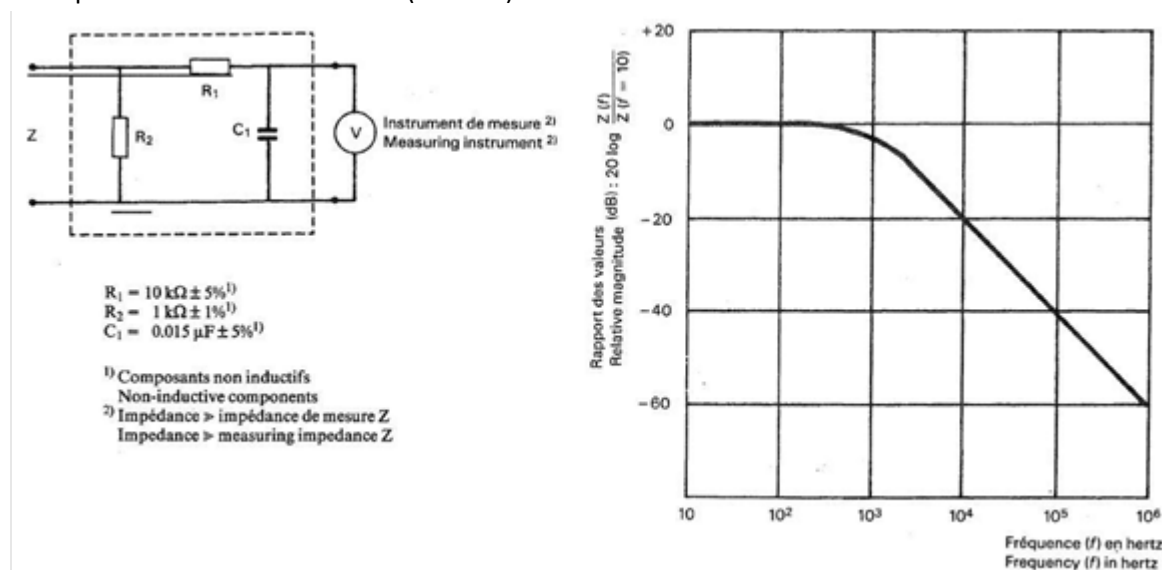 R₁
R₂
C₁
Z
V
Instrument de mesure ²⁾
Measuring instrument ²⁾
R₁ = 10 kΩ ± 5%¹⁾
R₂ = 1 kΩ ± 1%¹⁾
C₁ = 0.015 μF ± 5%¹⁾
¹⁾ Composants non inductifs
Non-inductive components
²⁾ Impédance ≫ impédance de mesure Z
Impedance ≫ measuring impedance Z
Rapport des valeurs
Relative magnitude (dB) : 20 log Z (f) / Z (f = 10)
+20
0
−20
−40
−60
10
10²
10³
10⁴
10⁵
10⁶
Fréquence (f) en hertz
Frequency (f) in hertz